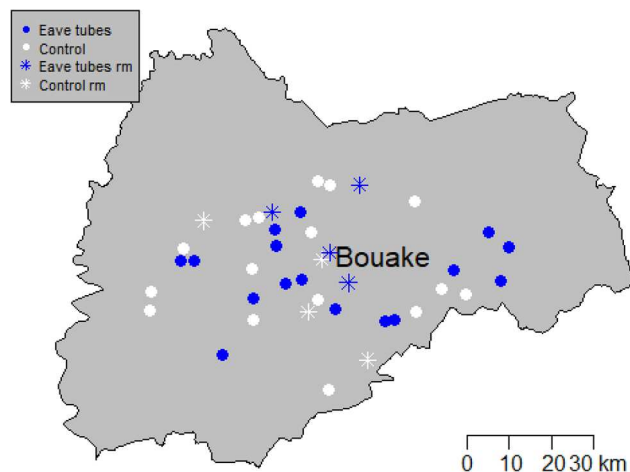 Eave tubes
Control
Eave tubes rm
Control rm
Bouake
0 10 20 30 km